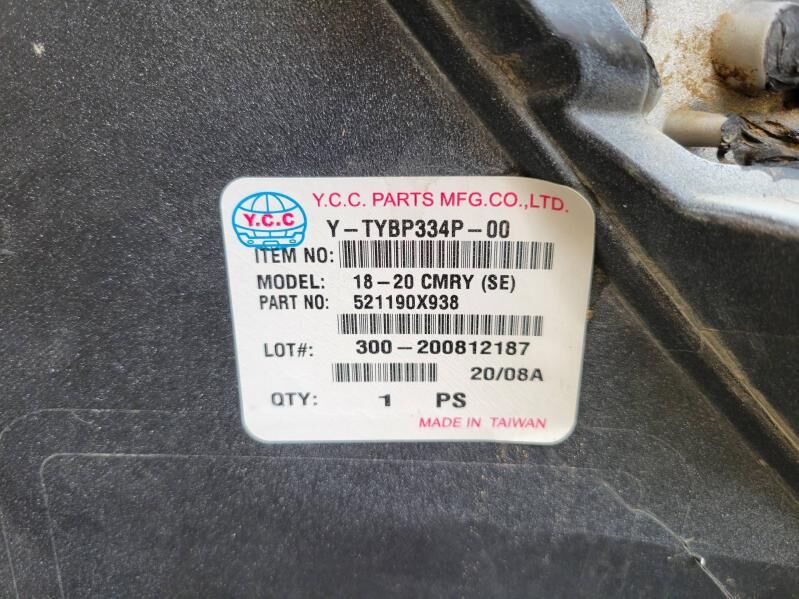 Y.C.C
Y.C.C. PARTS MFG.CO.,LTD.
Y-TYBP334P-00
ITEM NO:
MODEL: 18-20 CMRY (SE)
PART NO: 521190X938
LOT#: 300-200812187
20/08A
QTY: 1 PS
MADE IN TAIWAN